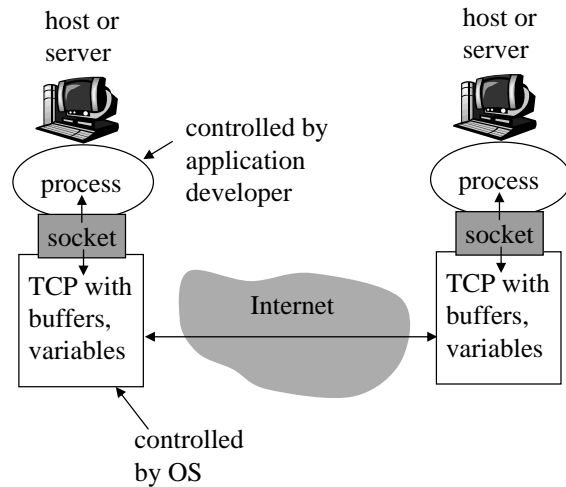 host or
server
controlled by
application
developer
process
socket
TCP with
buffers,
variables
controlled
by OS
Internet
host or
server
process
socket
TCP with
buffers,
variables